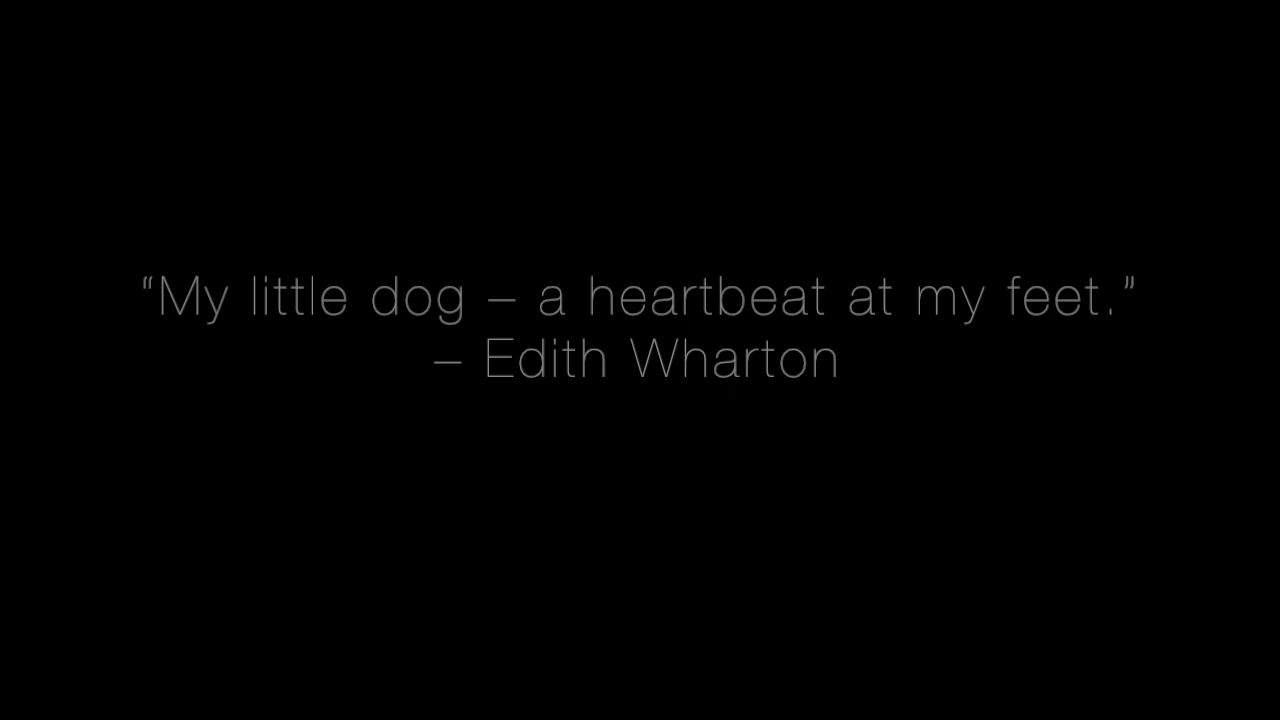 “My little dog – a heartbeat at my feet.”
– Edith Wharton